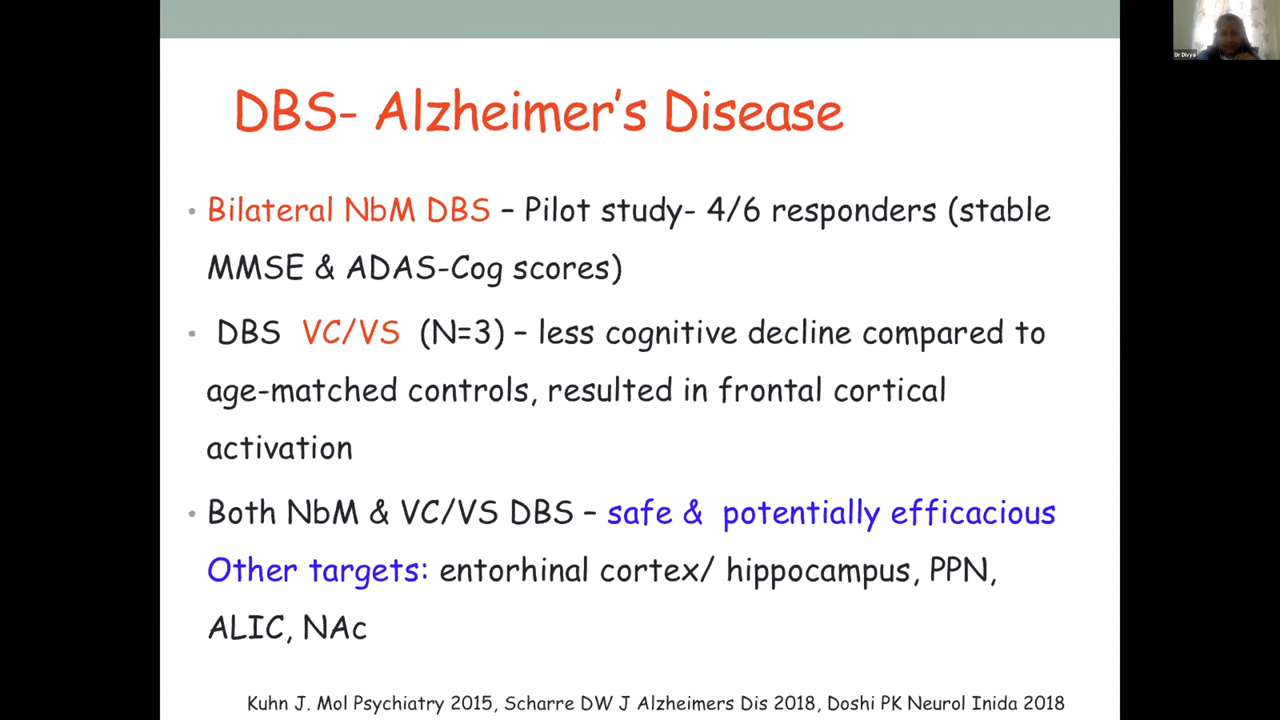 DBS- Alzheimer's Disease
• Bilateral NbM DBS – Pilot study- 4/6 responders (stable
MMSE & ADAS-Cog scores)
• DBS VC/VS (N=3) – less cognitive decline compared to
age-matched controls, resulted in frontal cortical
activation
• Both NbM & VC/VS DBS – safe & potentially efficacious
Other targets: entorhinal cortex/ hippocampus, PPN,
ALIC, NAc
Kuhn J. Mol Psychiatry 2015, Scharre DW J Alzheimers Dis 2018, Doshi PK Neurol Inida 2018
Dr Divya